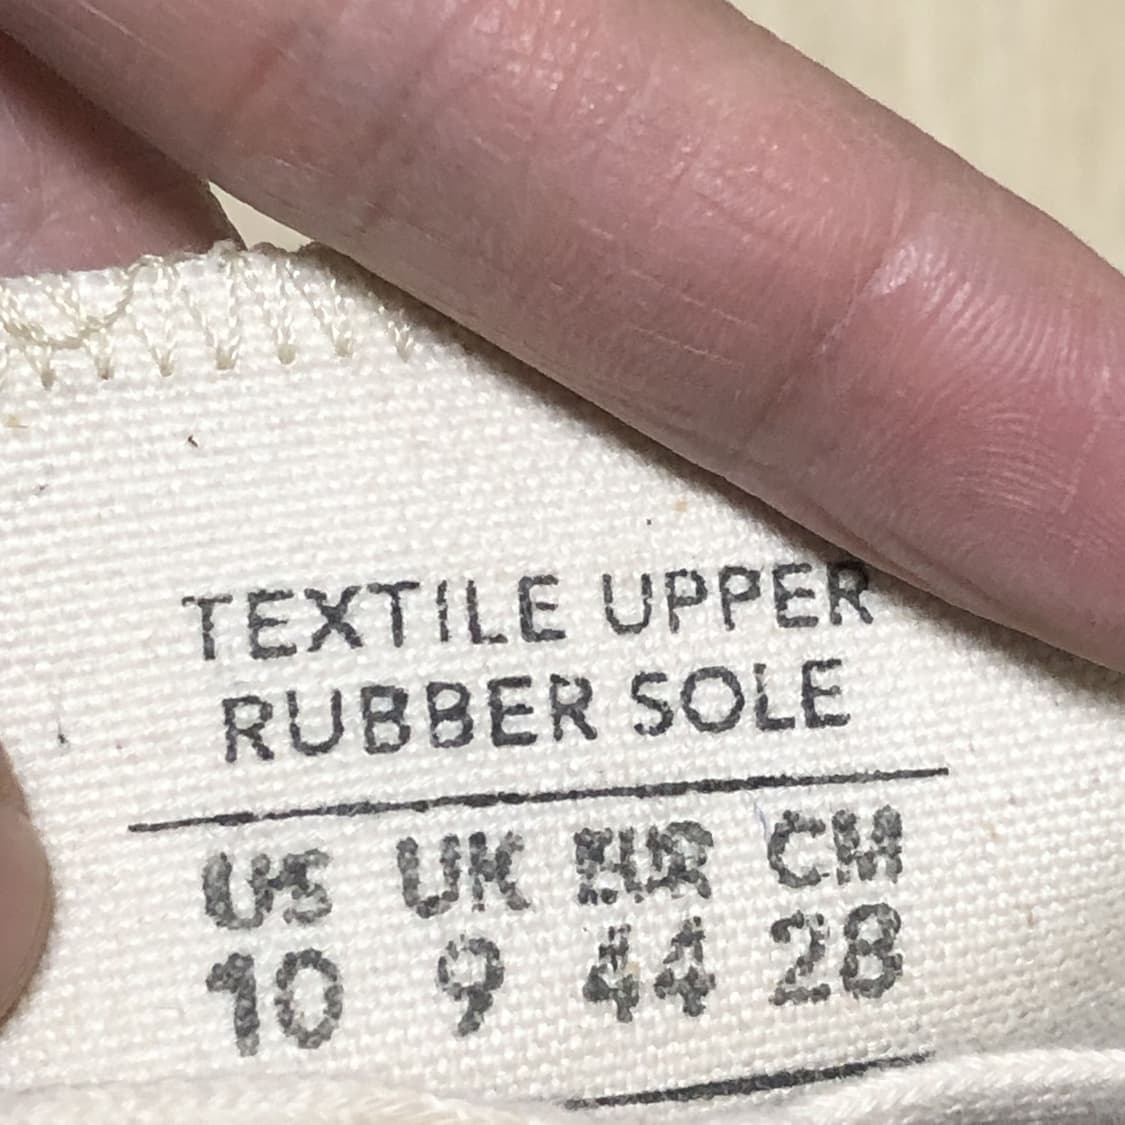 TEXTILE UPPER
RUBBER SOLE
US UK EUR CM
10 9 44 28